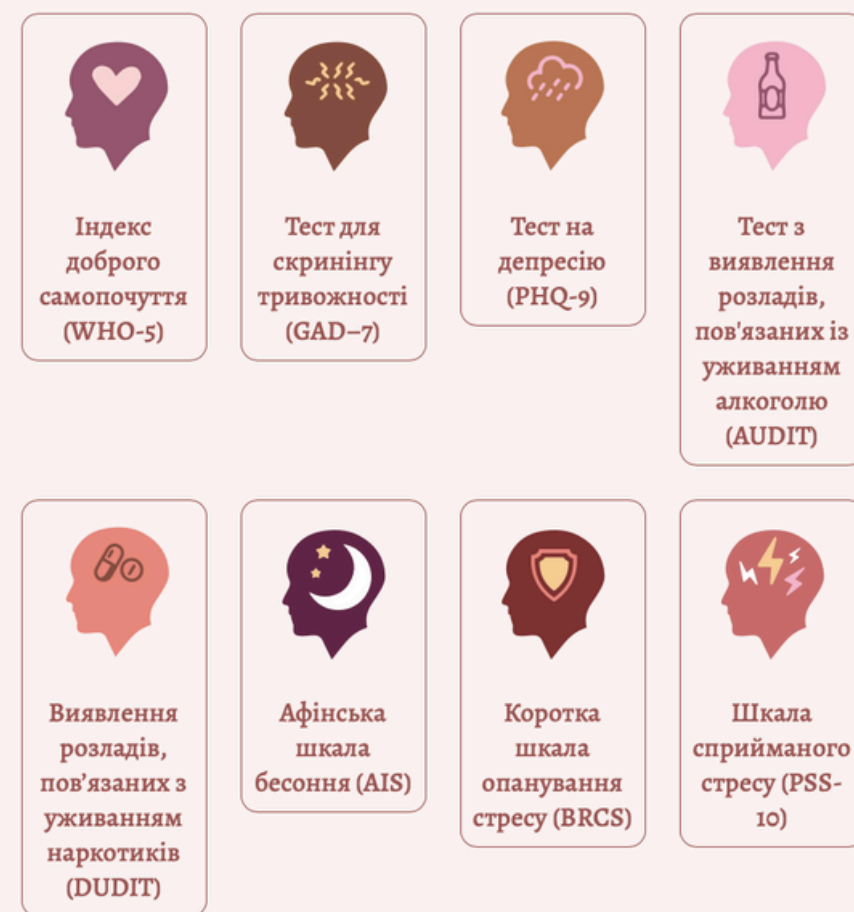 Індекс
доброго
самопочуття
(WHO-5)
Тест для
скринінгу
тривожності
(GAD–7)
Тест на
депресію
(PHQ-9)
Тест з
виявлення
розладів,
пов'язаних із
уживанням
алкоголю
(AUDIT)
Виявлення
розладів,
пов’язаних з
уживанням
наркотиків
(DUDIT)
Афінська
шкала
бесоння (AIS)
Коротка
шкала
опанування
стресу (BRCS)
Шкала
сприйманого
стресу (PSS-
10)